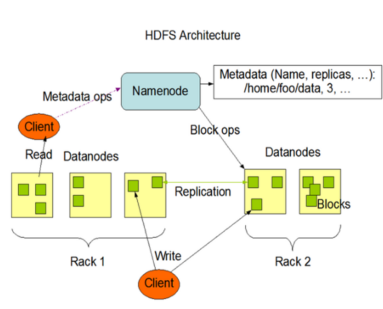 HDFS Architecture
Metadata (Name, replicas, ...):
/home/foo/data, 3, ...
Namenode
Metadata ops
Client
Block ops
Read
Datanodes
Datanodes
Replication
Blocks
Write
Rack 1
Rack 2
Client